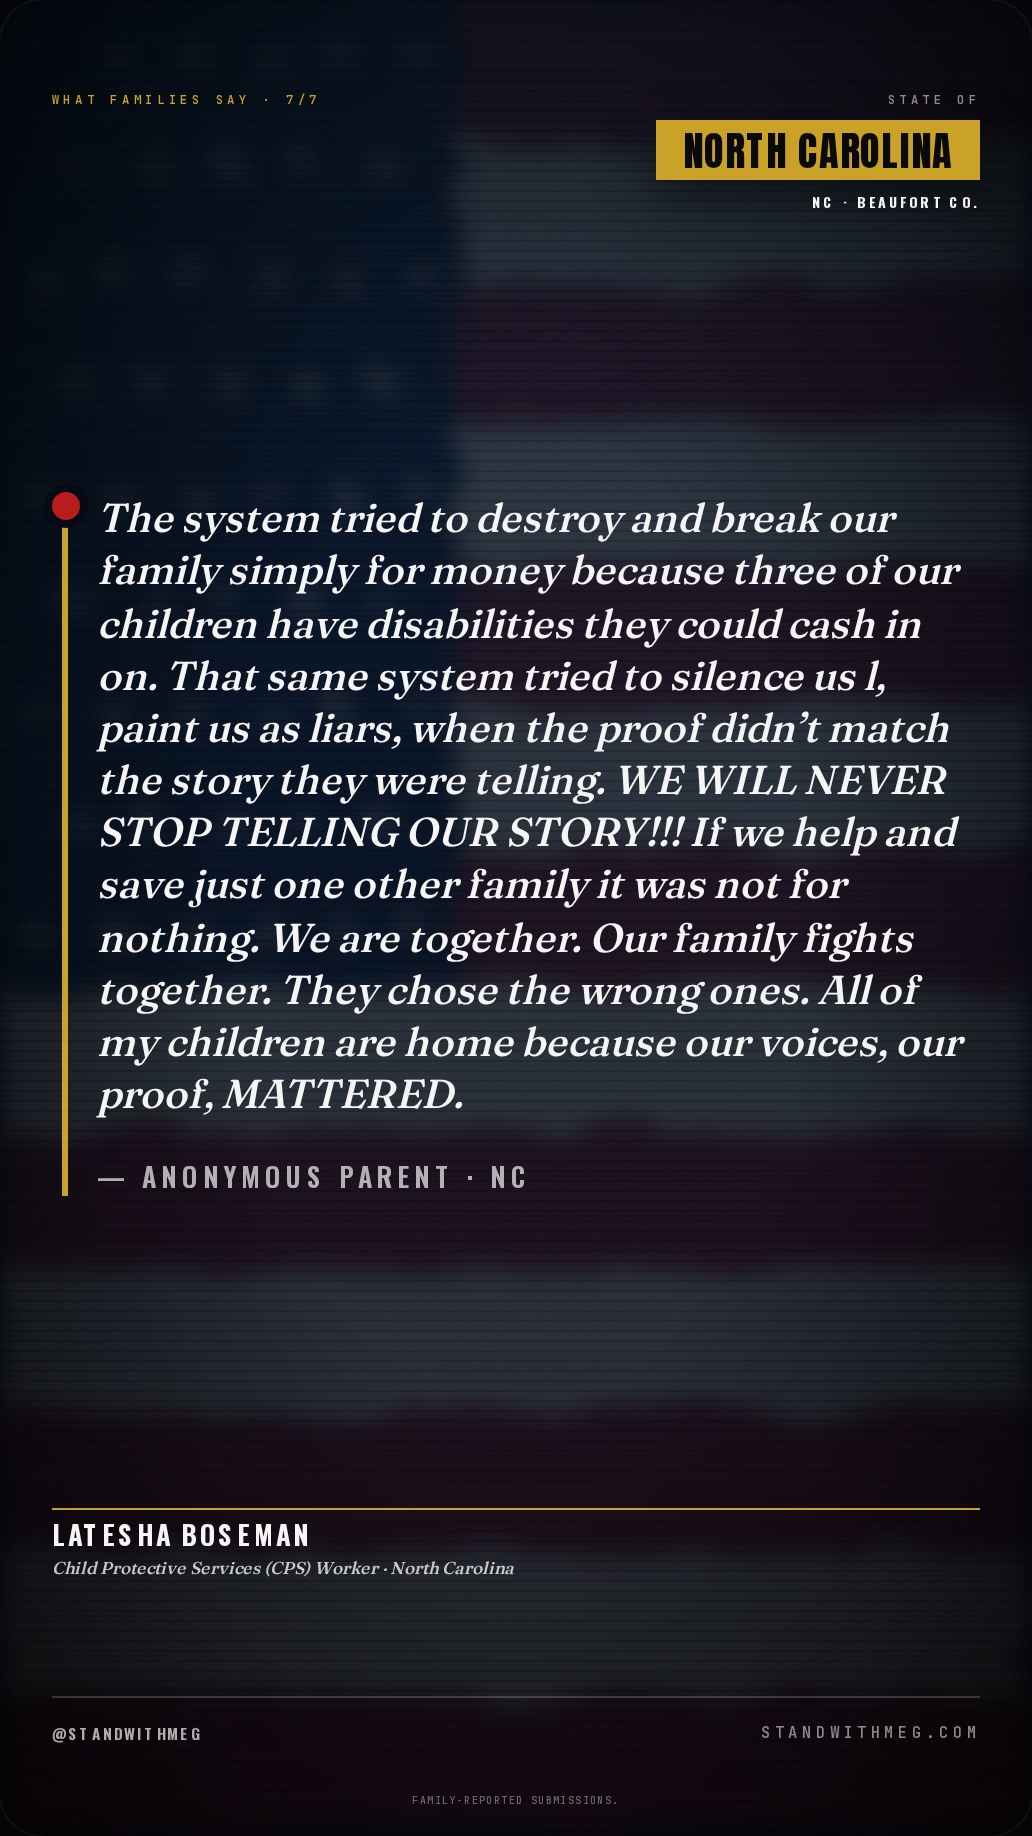 WHAT FAMILIES SAY · 7/7
STATE OF
NORTH CAROLINA
NC · BEAUFORT CO.
The system tried to destroy and break our
family simply for money because three of our
children have disabilities they could cash in
on. That same system tried to silence us l,
paint us as liars, when the proof didn’t match
the story they were telling. WE WILL NEVER
STOP TELLING OUR STORY!!! If we help and
save just one other family it was not for
nothing. We are together. Our family fights
together. They chose the wrong ones. All of
my children are home because our voices, our
proof, MATTERED.
— ANONYMOUS PARENT · NC
LATESHA BOSEMAN
Child Protective Services (CPS) Worker · North Carolina
@STANDWITHMEG
STANDWITHMEG.COM
FAMILY-REPORTED SUBMISSIONS.